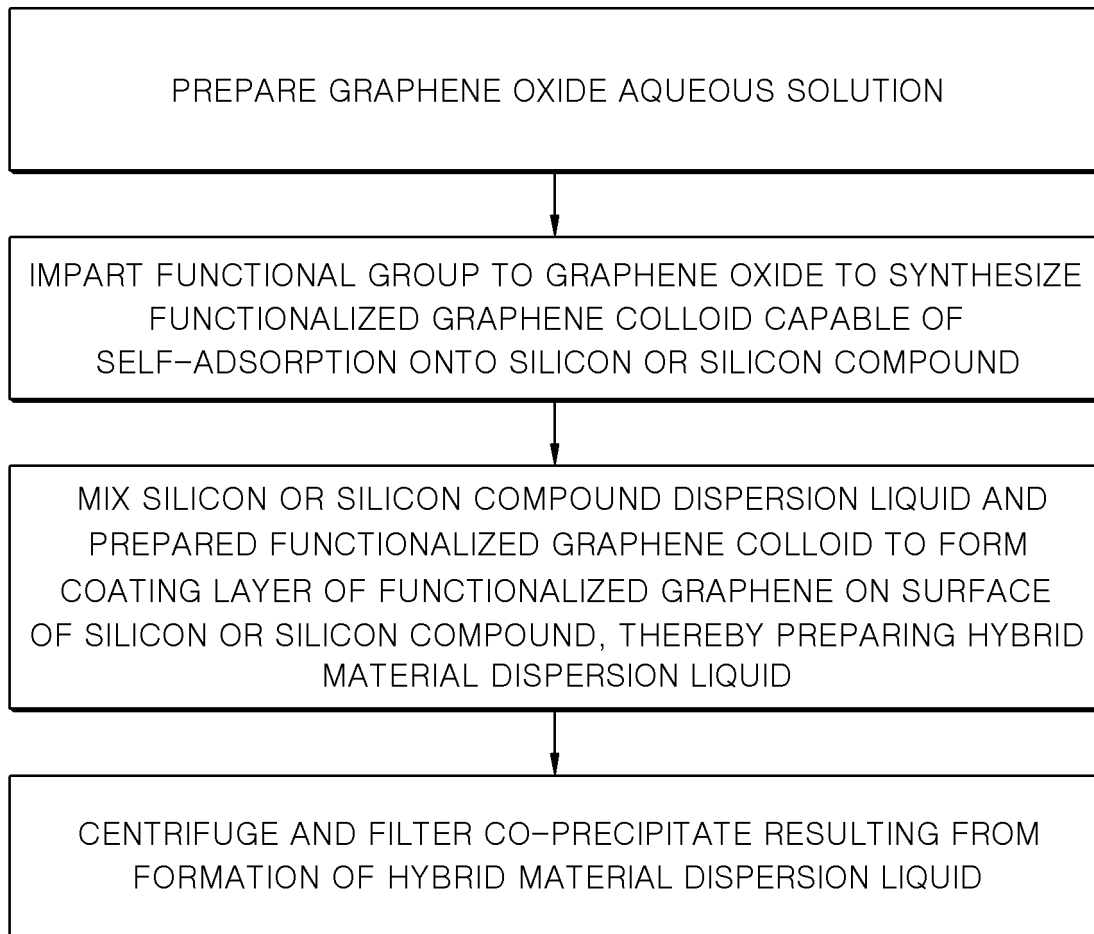 PREPARE GRAPHENE OXIDE AQUEOUS SOLUTION
IMPART FUNCTIONAL GROUP TO GRAPHENE OXIDE TO SYNTHESIZE
FUNCTIONALIZED GRAPHENE COLLOID CAPABLE OF
SELF-ADSORPTION ONTO SILICON OR SILICON COMPOUND
MIX SILICON OR SILICON COMPOUND DISPERSION LIQUID AND
PREPARED FUNCTIONALIZED GRAPHENE COLLOID TO FORM
COATING LAYER OF FUNCTIONALIZED GRAPHENE ON SURFACE
OF SILICON OR SILICON COMPOUND, THEREBY PREPARING HYBRID
MATERIAL DISPERSION LIQUID
CENTRIFUGE AND FILTER CO-PRECIPITATE RESULTING FROM
FORMATION OF HYBRID MATERIAL DISPERSION LIQUID